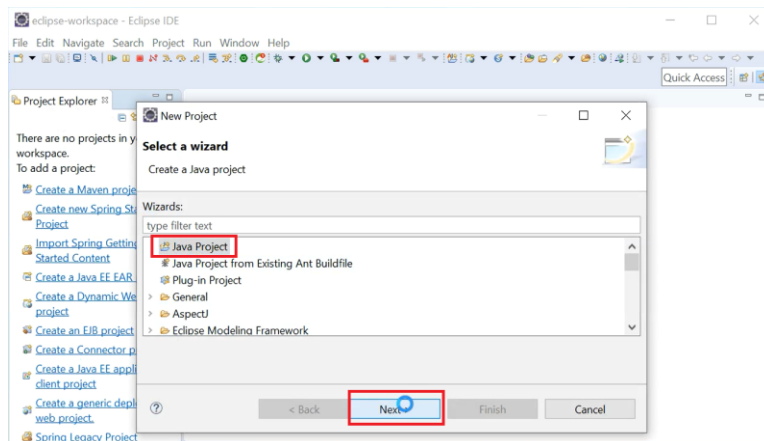 eclipse-workspace - Eclipse IDE
File Edit Navigate Search Project Run Window Help
Quick Access
Project Explorer
There are no projects in y
workspace.
To add a project:
Create a Maven proje
Create new Spring Sta
Project
Import Spring Getting
Started Content
Create a Java EE EAR
Create a Dynamic We
project
Create an EJB project
Create a Connector p
Create a Java EE appli
client project
Create a generic depl
web project.
Spring Legacy Project
New Project
Select a wizard
Create a Java project
Wizards:
type filter text
Java Project
Java Project from Existing Ant Buildfile
Plug-in Project
General
AspectJ
Eclipse Modeling Framework
< Back
Next >
Finish
Cancel